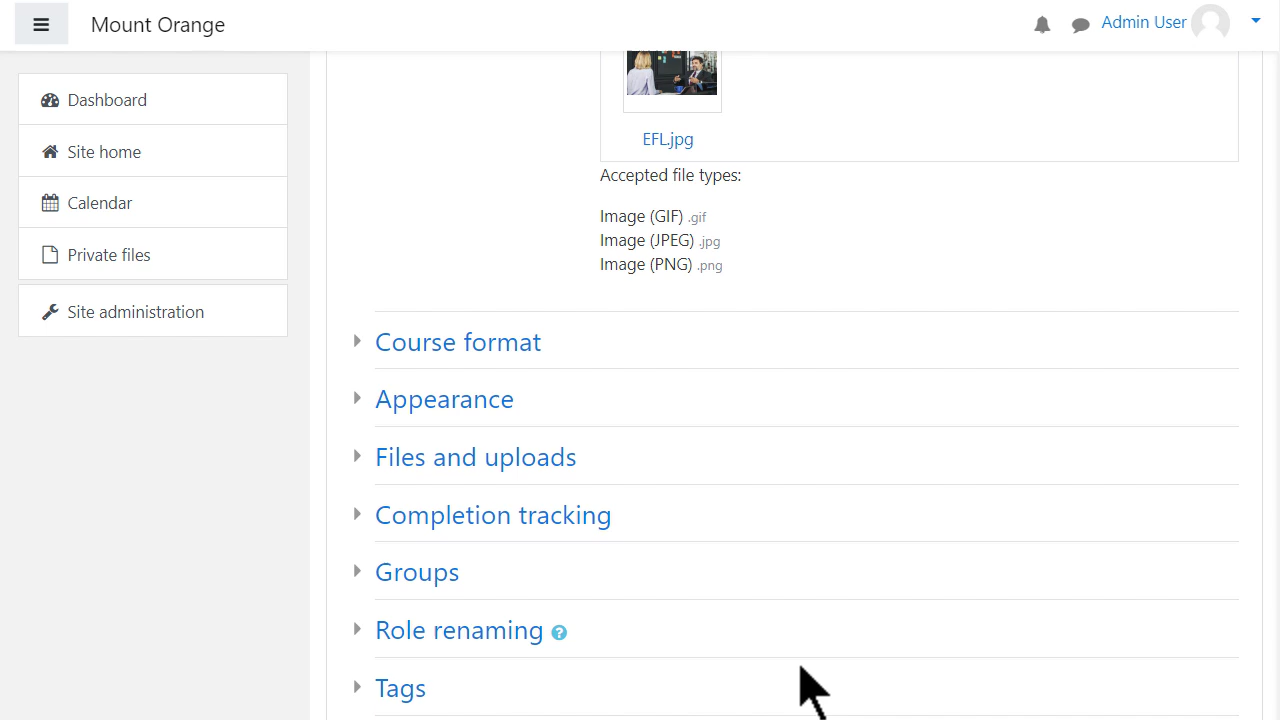 Mount Orange
Admin User
Dashboard
Site home
Calendar
Private files
Site administration
EFL.jpg
Accepted file types:
Image (GIF) .gif
Image (JPEG) .jpg
Image (PNG) .png
Course format
Appearance
Files and uploads
Completion tracking
Groups
Role renaming ?
Tags